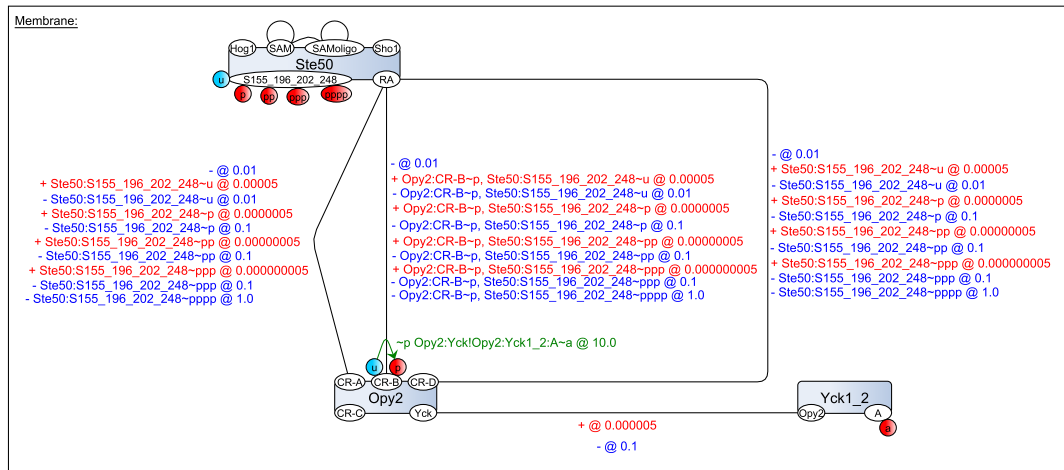 Membrane:
Hog1 SAM SAMoligo Sho1
Ste50
u S155_196_202_248 RA
p pp ppp pppp
- @ 0.01
+ Ste50:S155_196_202_248~u @ 0.00005
- Ste50:S155_196_202_248~u @ 0.01
+ Ste50:S155_196_202_248~p @ 0.0000005
- Ste50:S155_196_202_248~p @ 0.1
+ Ste50:S155_196_202_248~pp @ 0.00000005
- Ste50:S155_196_202_248~pp @ 0.1
+ Ste50:S155_196_202_248~ppp @ 0.000000005
- Ste50:S155_196_202_248~ppp @ 0.1
- Ste50:S155_196_202_248~pppp @ 1.0
- @ 0.01
+ Opy2:CR-B~p, Ste50:S155_196_202_248~u @ 0.00005
- Opy2:CR-B~p, Ste50:S155_196_202_248~u @ 0.01
+ Opy2:CR-B~p, Ste50:S155_196_202_248~p @ 0.0000005
- Opy2:CR-B~p, Ste50:S155_196_202_248~p @ 0.1
+ Opy2:CR-B~p, Ste50:S155_196_202_248~pp @ 0.00000005
- Opy2:CR-B~p, Ste50:S155_196_202_248~pp @ 0.1
+ Opy2:CR-B~p, Ste50:S155_196_202_248~ppp @ 0.000000005
- Opy2:CR-B~p, Ste50:S155_196_202_248~ppp @ 0.1
- Opy2:CR-B~p, Ste50:S155_196_202_248~pppp @ 1.0
- @ 0.01
+ Ste50:S155_196_202_248~u @ 0.00005
- Ste50:S155_196_202_248~u @ 0.01
+ Ste50:S155_196_202_248~p @ 0.0000005
- Ste50:S155_196_202_248~p @ 0.1
+ Ste50:S155_196_202_248~pp @ 0.00000005
- Ste50:S155_196_202_248~pp @ 0.1
+ Ste50:S155_196_202_248~ppp @ 0.000000005
- Ste50:S155_196_202_248~ppp @ 0.1
- Ste50:S155_196_202_248~pppp @ 1.0
~p Opy2:Yck!Opy2:Yck1_2:A~a @ 10.0
u p
CR-A CR-B CR-D
Opy2
CR-C Yck
Yck1_2
Opy2 A
a
+ @ 0.000005
- @ 0.1